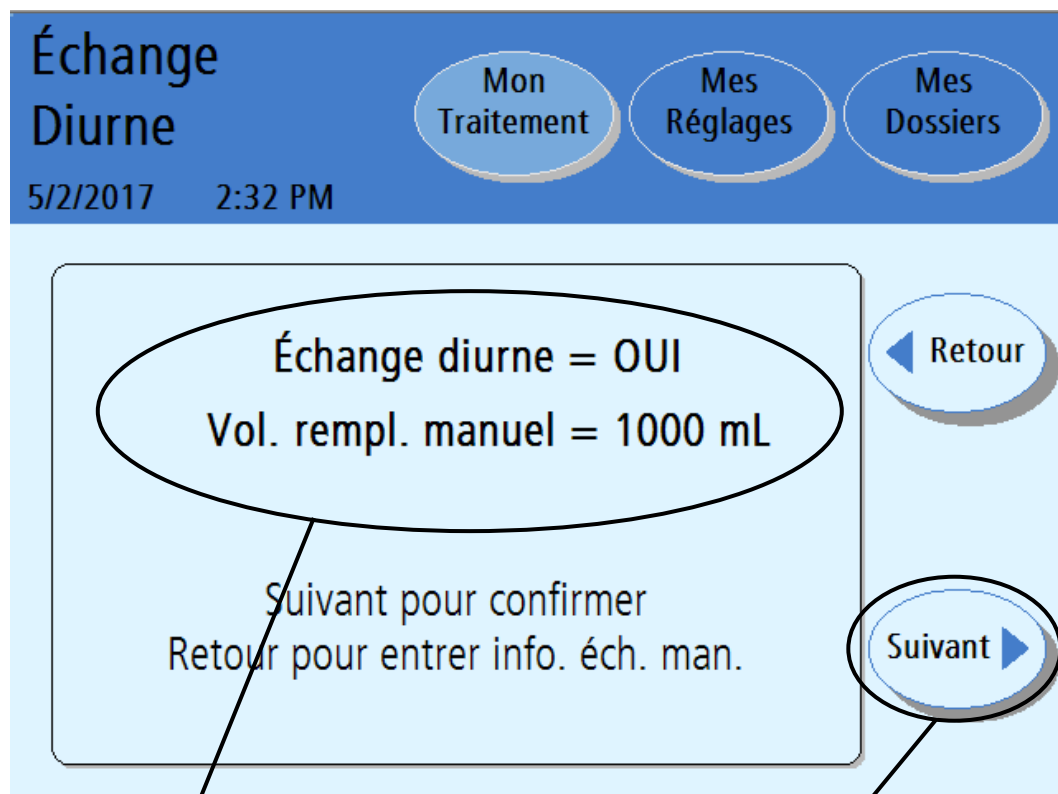 Échange
Diurne
5/2/2017 2:32 PM
Mon
Traitement
Mes
Réglages
Mes
Dossiers
Échange diurne = OUI
Vol. rempl. manuel = 1000 mL
Suivant pour confirmer
Retour pour entrer info. éch. man.
Retour
Suivant